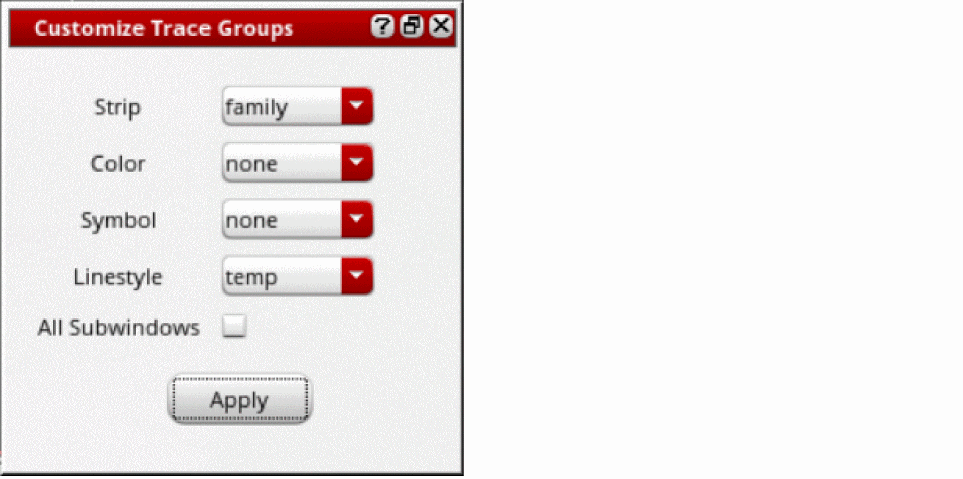 Customize Trace Groups
Strip family
Color none
Symbol none
Linestyle temp
All Subwindows
Apply